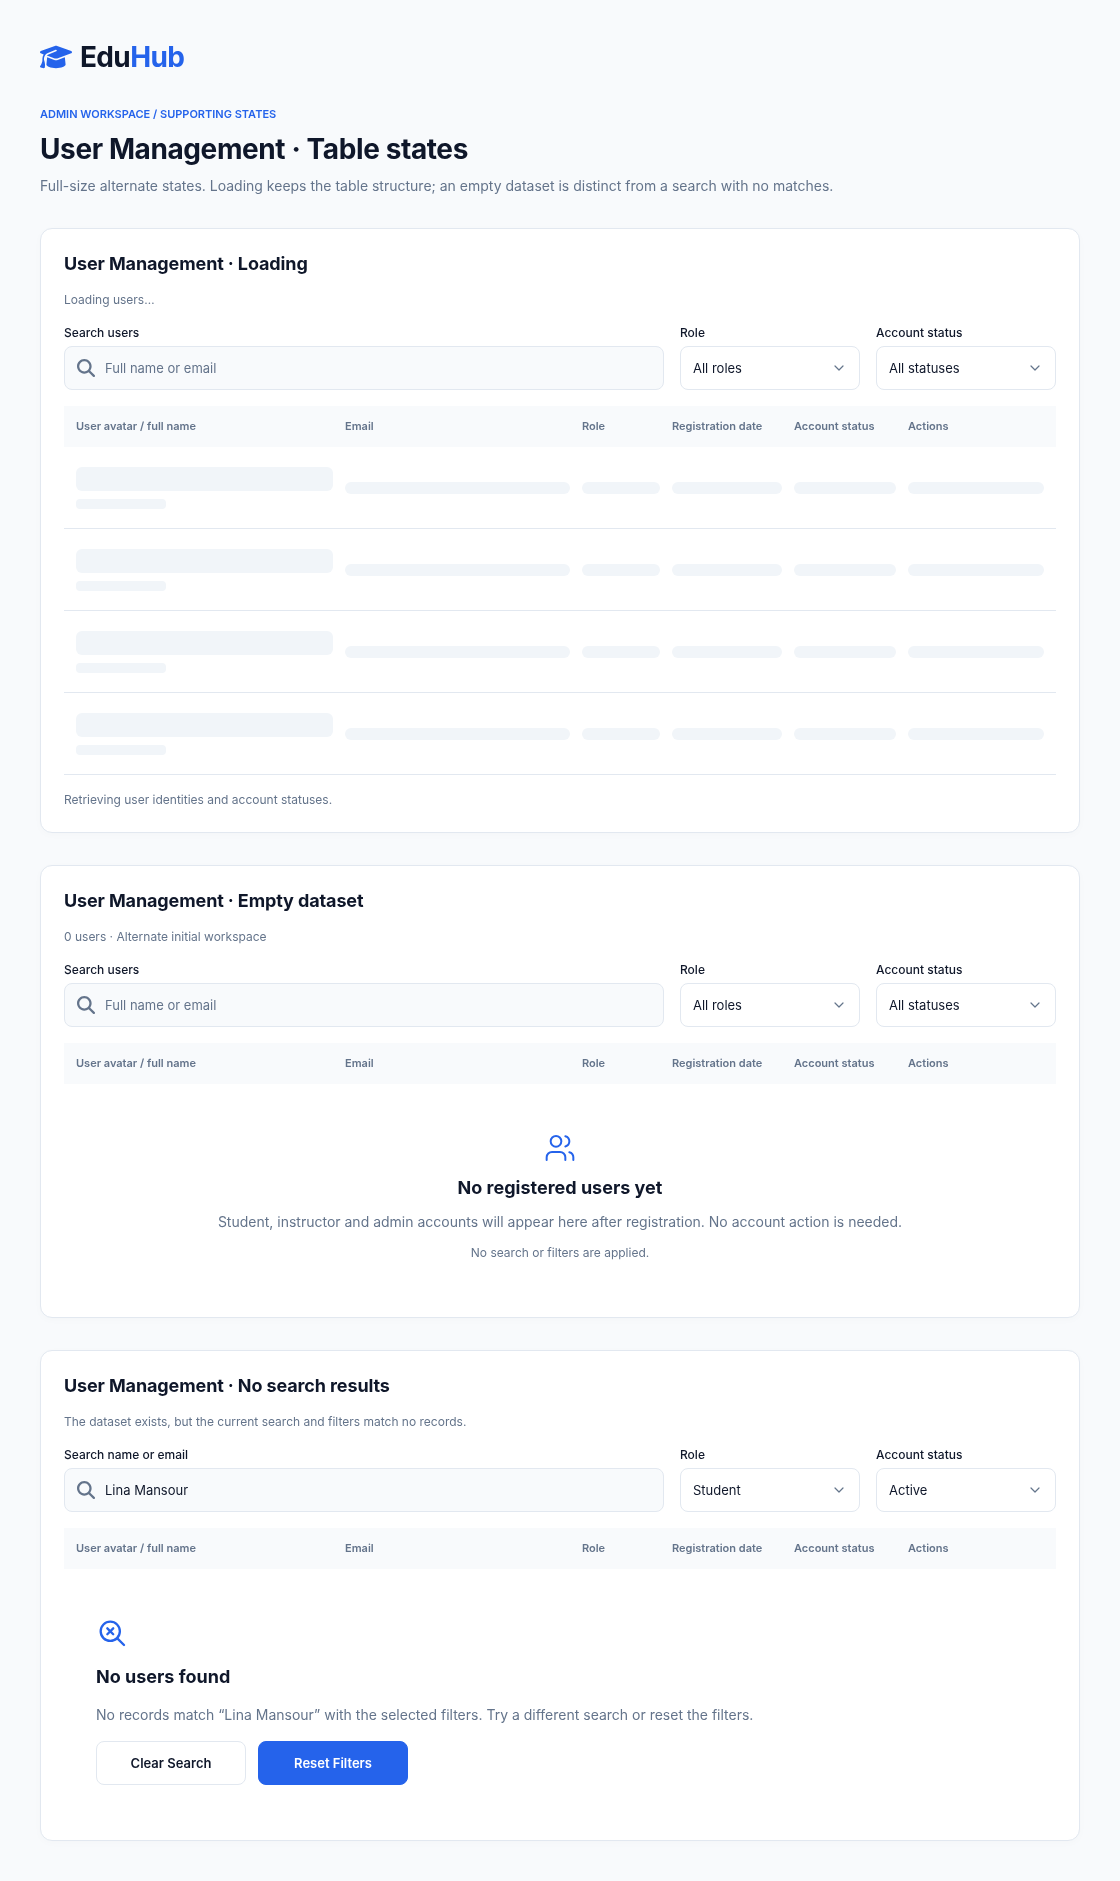 EduHub
ADMIN WORKSPACE / SUPPORTING STATES
User Management · Table states
Full-size alternate states. Loading keeps the table structure; an empty dataset is distinct from a search with no matches.
User Management · Loading
Loading users…
Search users Role Account status
Full name or email All roles All statuses
User avatar / full name Email Role Registration date Account status Actions
Retrieving user identities and account statuses.
User Management · Empty dataset
0 users · Alternate initial workspace
Search users Role Account status
Full name or email All roles All statuses
User avatar / full name Email Role Registration date Account status Actions
No registered users yet
Student, instructor and admin accounts will appear here after registration. No account action is needed.
No search or filters are applied.
User Management · No search results
The dataset exists, but the current search and filters match no records.
Search name or email Role Account status
Lina Mansour Student Active
User avatar / full name Email Role Registration date Account status Actions
No users found
No records match “Lina Mansour” with the selected filters. Try a different search or reset the filters.
Clear Search Reset Filters